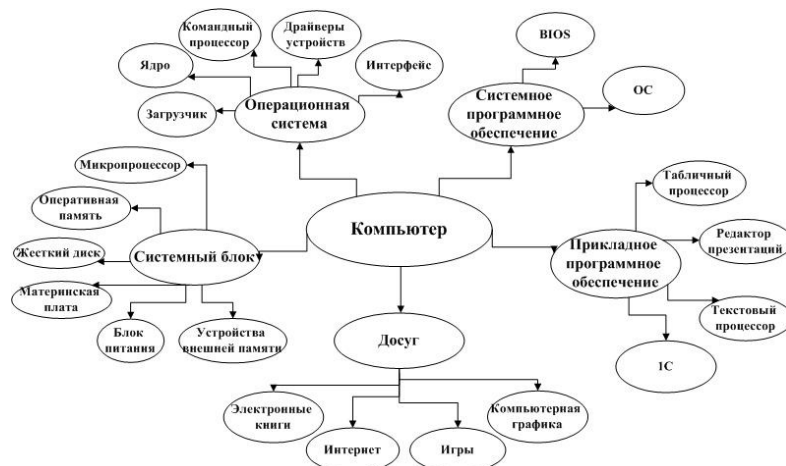 Командный
процессор
Драйверы
устройств
BIOS
Ядро
Интерфейс
ОС
Загрузчик
Операционная
система
Системное
программное
обеспечение
Микропроцессор
Табличный
процессор
Оперативная
память
Компьютер
Редактор
презентаций
Жесткий диск
Системный блок
Прикладное
программное
обеспечение
Материнская
плата
Текстовый
процессор
Блок
питания
Устройства
внешней памяти
Досуг
1С
Электронные
книги
Компьютерная
графика
Интернет
Игры